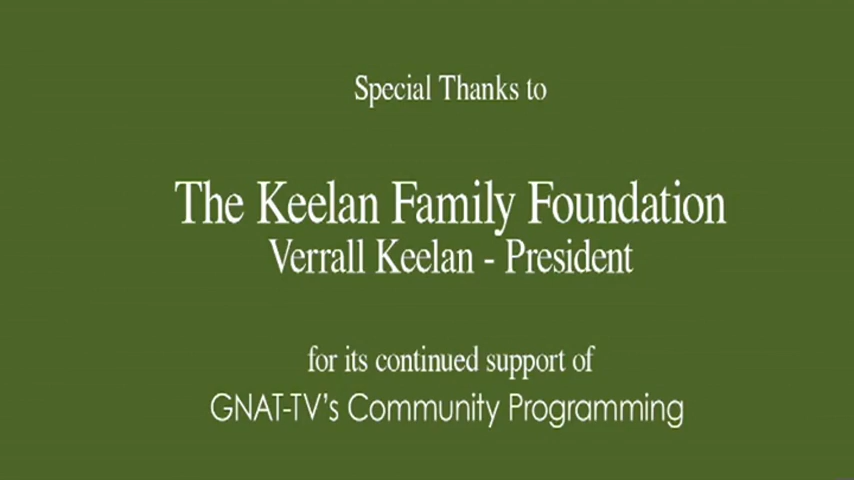 Special Thanks to
The Keelan Family Foundation
Verrall Keelan - President
for its continued support of
GNAT-TV's Community Programming